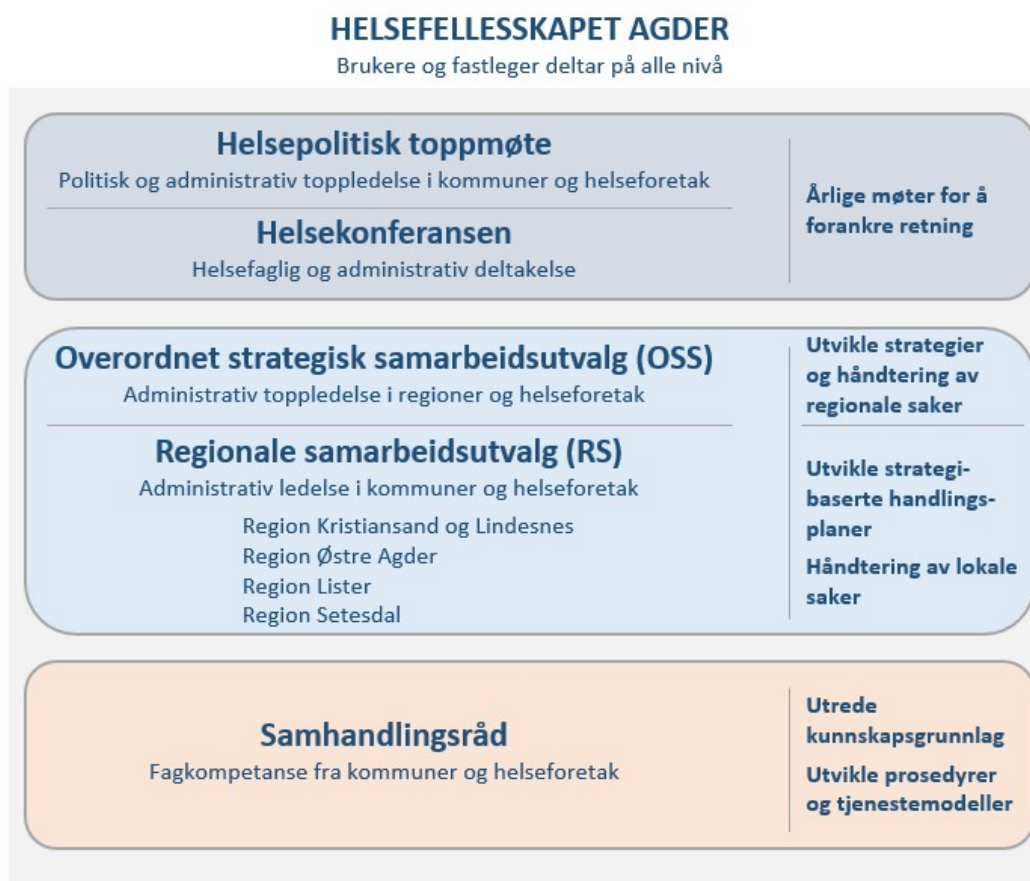 HELSEFELLESSKAPET AGDER
Brukere og fastleger deltar på alle nivå
Helsepolitisk toppmøte
Politisk og administrativ toppledelse i kommuner og helseforetak
Helsekonferansen
Helsefaglig og administrativ deltakelse
Årlige møter for å
forankre retning
Overordnet strategisk samarbeidsutvalg (OSS)
Administrativ toppledelse i regioner og helseforetak
Utvikle strategier
og håndtering av
regionale saker
Regionale samarbeidsutvalg (RS)
Administrativ ledelse i kommuner og helseforetak
Region Kristiansand og Lindesnes
Region Østre Agder
Region Lister
Region Setesdal
Utvikle strategi-
baserte handlings-
planer
Håndtering av lokale
saker
Samhandlingsråd
Fagkompetanse fra kommuner og helseforetak
Utrede
kunnskapsgrunnlag
Utvikle prosedyrer
og tjenestemodeller